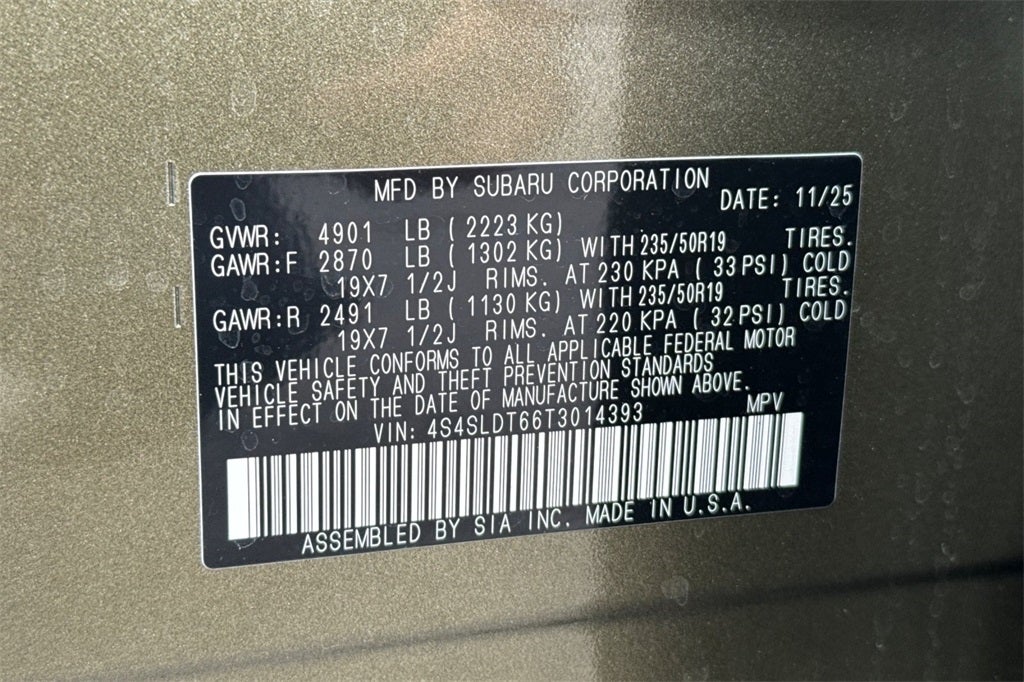 MFD BY SUBARU CORPORATION DATE: 11/25
GVWR: 4901 LB ( 2223 KG)
GAWR:F 2870 LB ( 1302 KG) WITH 235/50R19 TIRES.
19X7 1/2J RIMS. AT 230 KPA ( 33 PSI) COLD
GAWR:R 2491 LB ( 1130 KG) WITH 235/50R19 TIRES.
19X7 1/2J RIMS. AT 220 KPA ( 32 PSI) COLD
THIS VEHICLE CONFORMS TO ALL APPLICABLE FEDERAL MOTOR
VEHICLE SAFETY AND THEFT PREVENTION STANDARDS
IN EFFECT ON THE DATE OF MANUFACTURE SHOWN ABOVE.
VIN: 4S4SLDT66T3014393 MPV
ASSEMBLED BY SIA INC. MADE IN U.S.A.